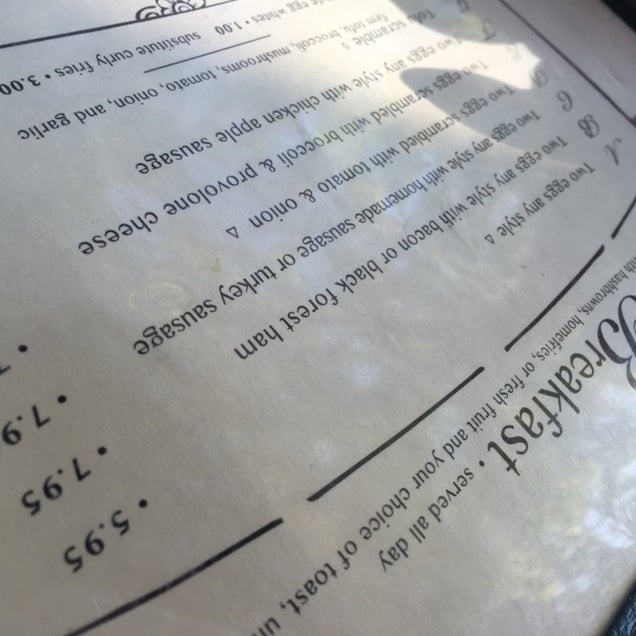 Breakfast • served all day
with hashbrowns, homefries, or fresh fruit and your choice of toast,
A Two eggs any style Δ • 5.95
B Two eggs any style with bacon or black forest ham • 7.95
C Two eggs any style with homemade sausage or turkey sausage • 7.9
D Two eggs scrambled with tomato & onion Δ •
E Two eggs scrambled with broccoli & provolone cheese
Two eggs any style with chicken apple sausage
Tofu scramble ◊
firm tofu, broccoli, mushrooms, tomato, onion, and garlic
egg whites • 1.00 substitute curly fries • 3.00